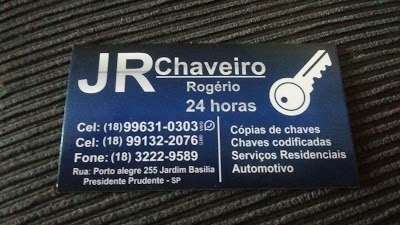 JR Chaveiro
Rogério
24 horas
Cel: (18) 99631-0303
Cel: (18) 99132-2076
Fone: (18) 3222-9589
Rua: Porto alegre 255 Jardim Basilia
Presidente Prudente - SP
Cópias de chaves
Chaves codificadas
Serviços Residenciais
Automotivo